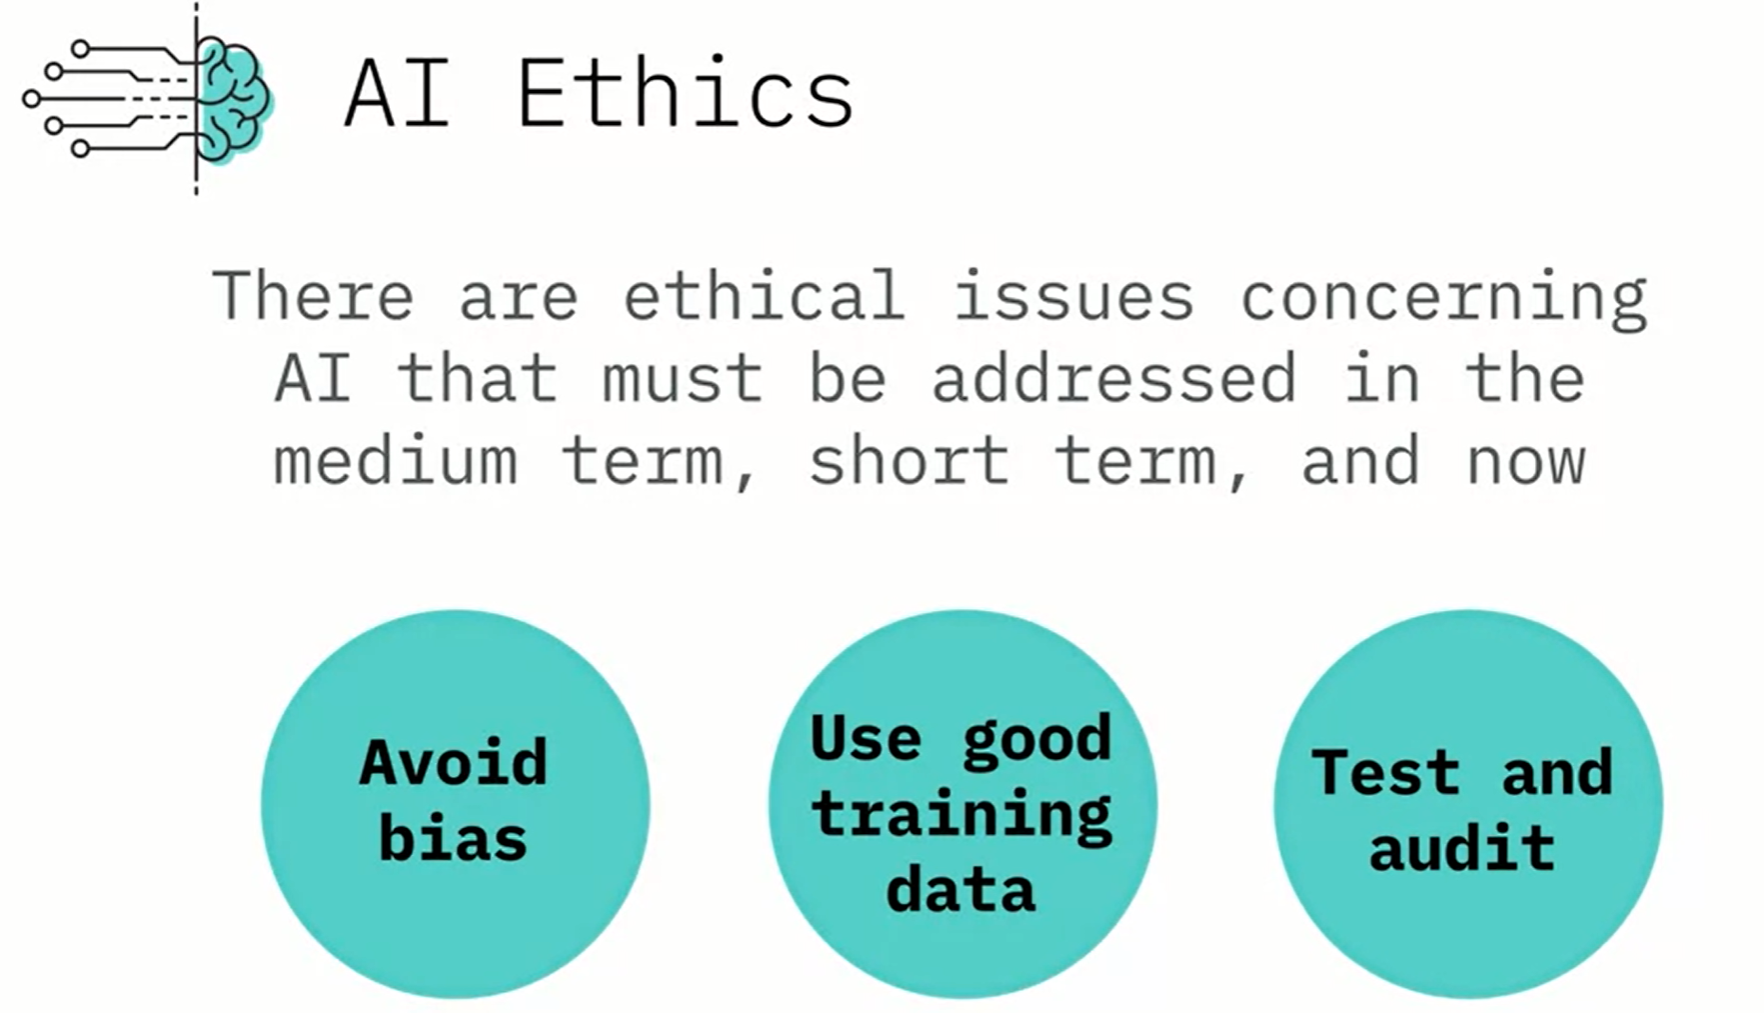 AI Ethics
There are ethical issues concerning
AI that must be addressed in the
medium term, short term, and now
Avoid
bias
Use good
training
data
Test and
audit